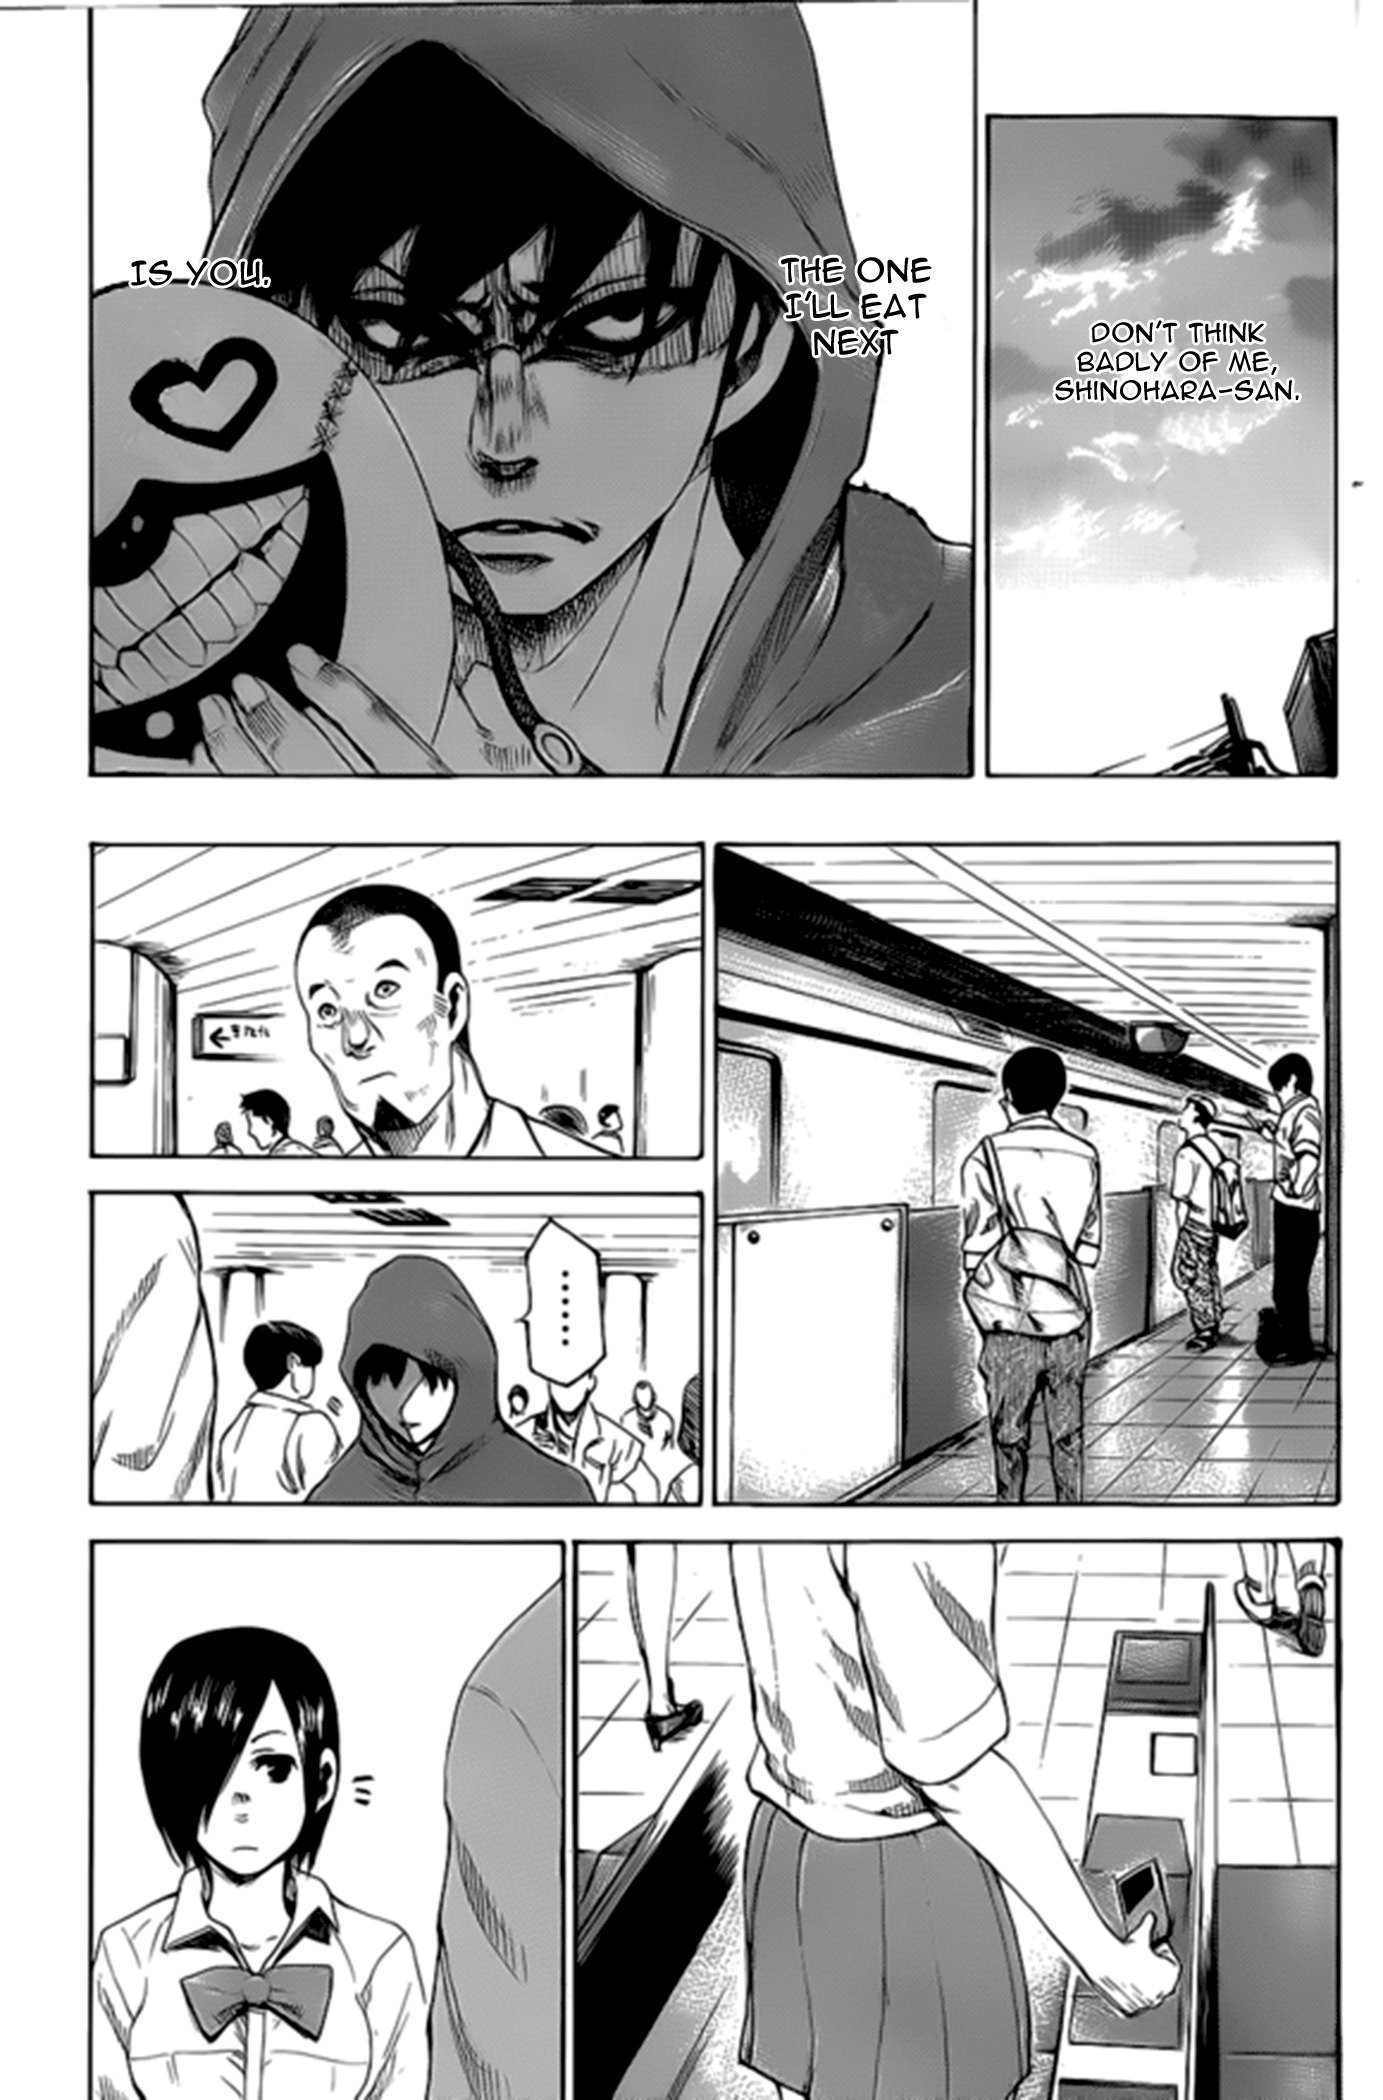 DON'T THINK
BADLY OF ME,
SHINOHARA-SAN.
THE ONE
I'LL EAT
NEXT
IS YOU.
......